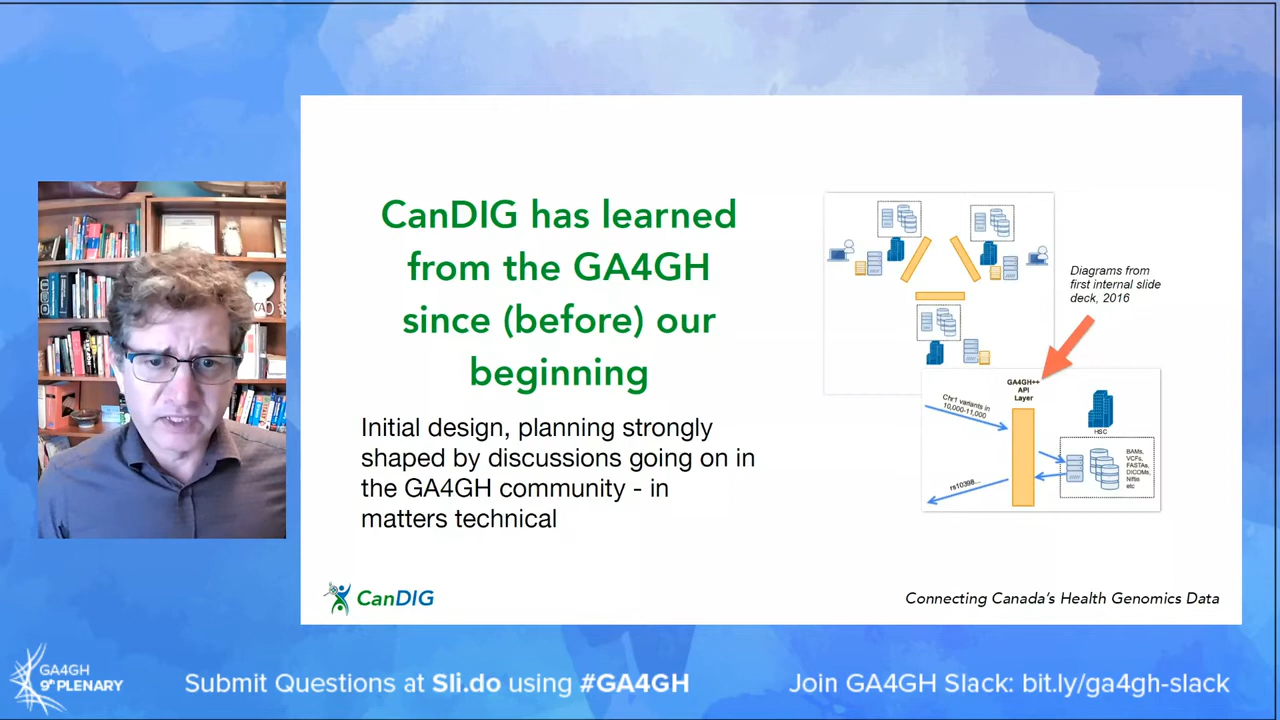 CanDIG has learned
from the GA4GH
since (before) our
beginning
Initial design, planning strongly
shaped by discussions going on in
the GA4GH community - in
matters technical
Diagrams from
first internal slide
deck, 2016
GA4GH++
API
Layer
Chr1 variants in
10,000-11,000
rs10398...
HSC
BAMs,
VCFs,
FASTAs,
DICOMs,
Niftis
etc
CanDIG
Connecting Canada's Health Genomics Data
GA4GH
9th PLENARY
Submit Questions at Sli.do using #GA4GH
Join GA4GH Slack: bit.ly/ga4gh-slack